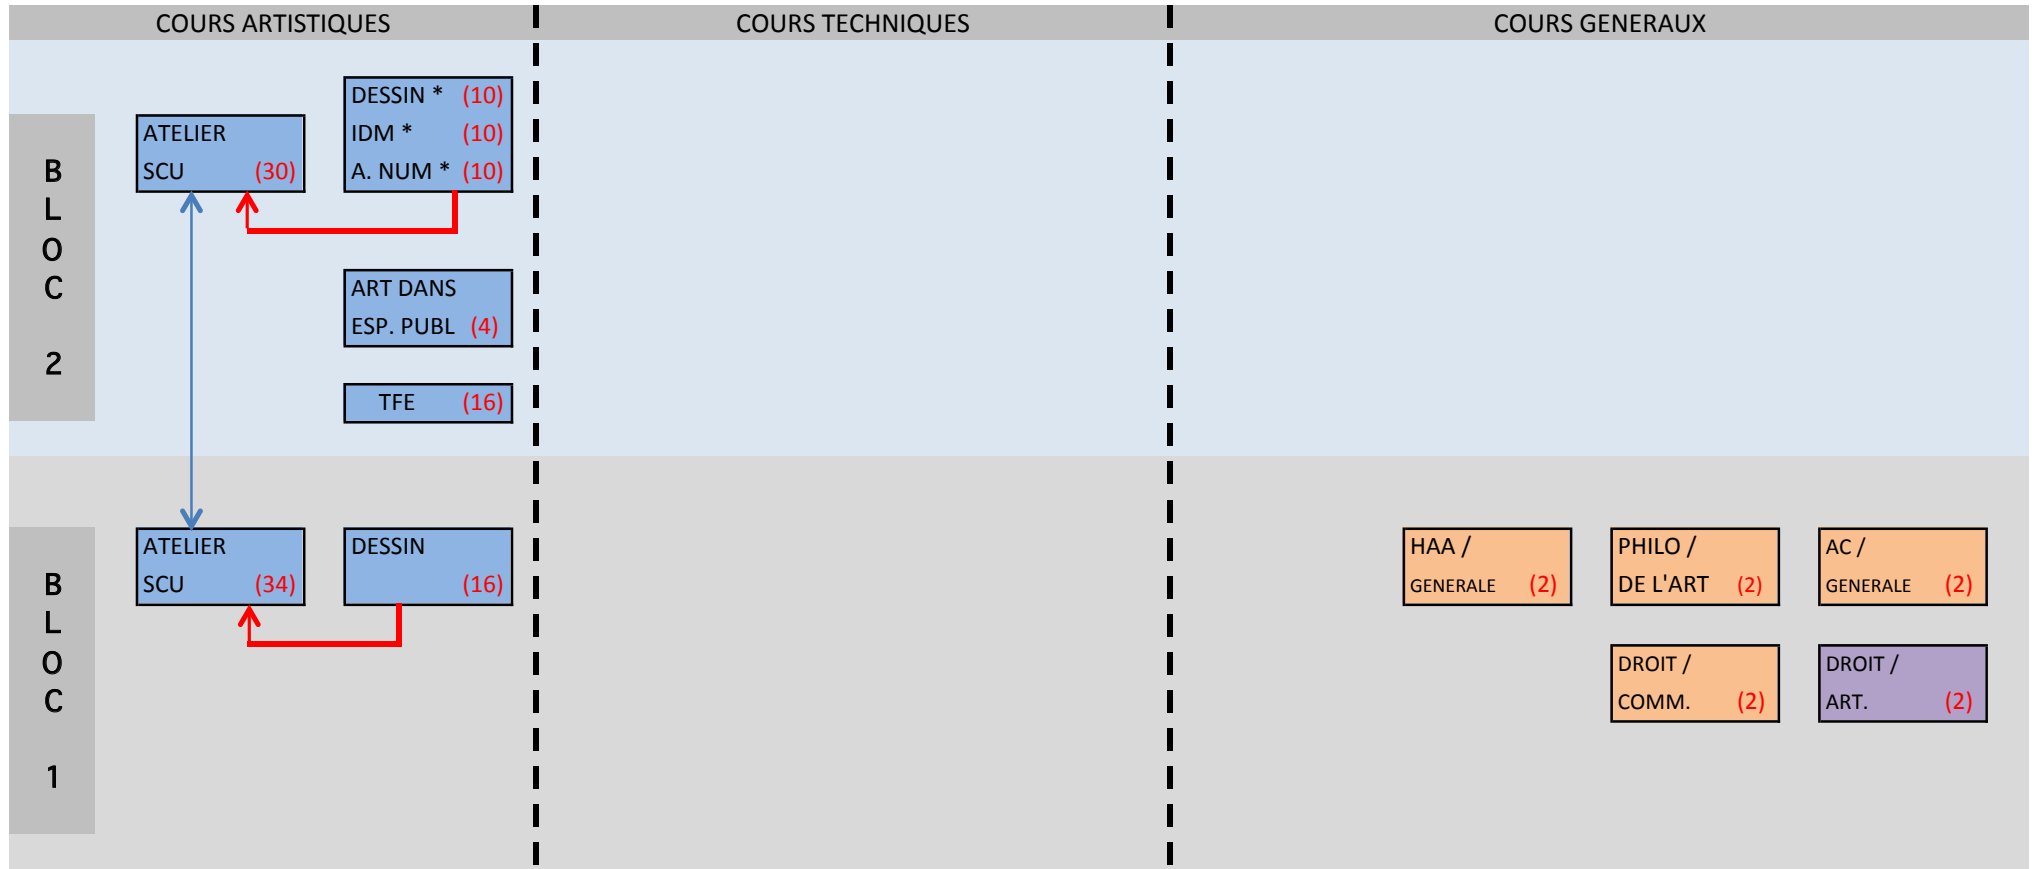 COURS ARTISTIQUES
COURS TECHNIQUES
COURS GENERAUX
BLOC 2
ATELIER
SCU (30)
DESSIN * (10)
IDM * (10)
A. NUM * (10)
ART DANS
ESP. PUBL (4)
TFE (16)
BLOC 1
ATELIER
SCU (34)
DESSIN
(16)
HAA /
GENERALE (2)
PHILO /
DE L'ART (2)
AC /
GENERALE (2)
DROIT /
COMM. (2)
DROIT /
ART. (2)